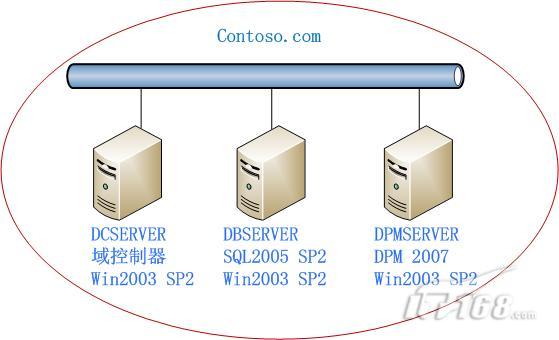 Contoso.com
DCSERVER
域控制器
Win2003 SP2
DBSERVER
SQL2005 SP2
Win2003 SP2
DPMSERVER
DPM 2007
Win2003 SP2
IT168.com